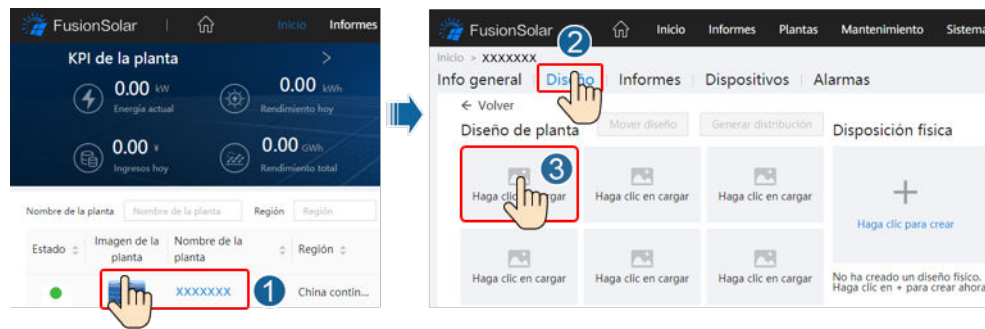 FusionSolar Inicio Informes
KPI de la planta >
0.00 kW
Energía actual
0.00 kWh
Rendimiento hoy
0.00 ¥
Ingresos hoy
0.00 GWh
Rendimiento total
Nombre de la planta Nombre de la planta Región Región
Estado Imagen de la planta Nombre de la planta Región
XXXXXXX 1 China contin...
FusionSolar 2 Inicio Informes Plantas Mantenimiento Sistema
Inicio > XXXXXXX
Info general Diseño Informes Dispositivos Alarmas
← Volver
Diseño de planta Mover diseño Generar distribución Disposición física
3
Haga clic en cargar Haga clic en cargar Haga clic en cargar
+
Haga clic para crear
Haga clic en cargar Haga clic en cargar Haga clic en cargar
No ha creado un diseño físico.
Haga clic en + para crear ahora